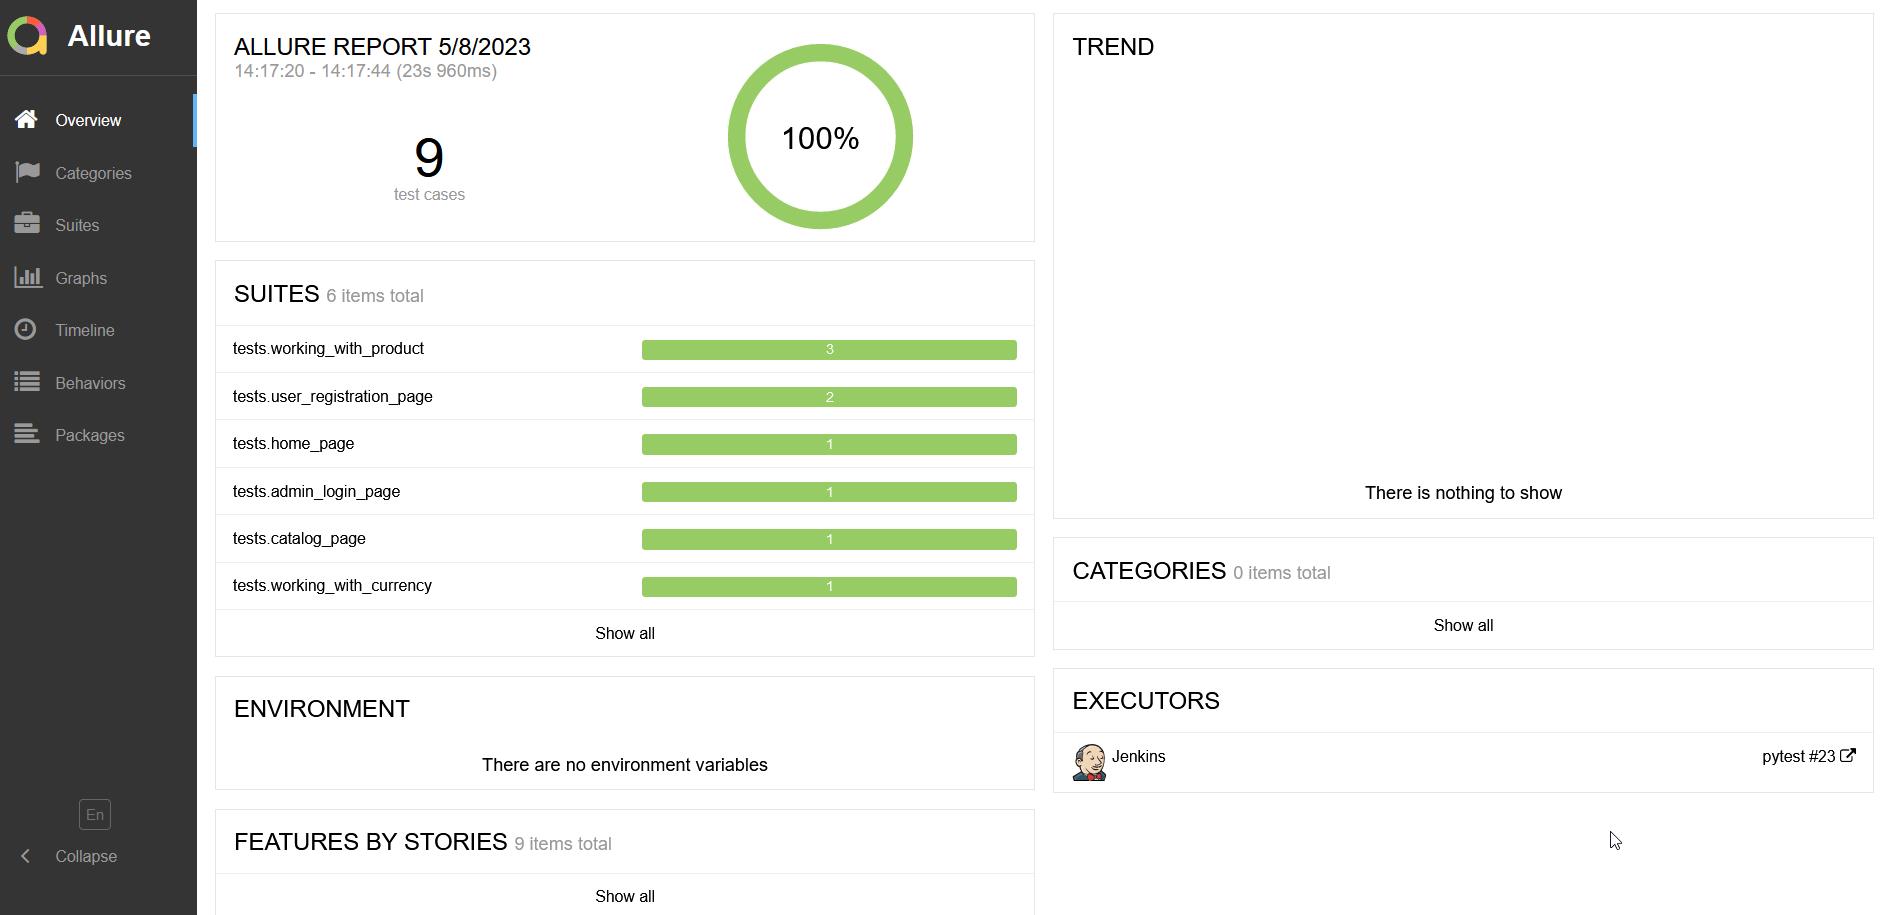 Allure
Overview
Categories
Suites
Graphs
Timeline
Behaviors
Packages
En
Collapse
ALLURE REPORT 5/8/2023
14:17:20 - 14:17:44 (23s 960ms)
9
test cases
100%
SUITES 6 items total
tests.working_with_product 3
tests.user_registration_page 2
tests.home_page 1
tests.admin_login_page 1
tests.catalog_page 1
tests.working_with_currency 1
Show all
ENVIRONMENT
There are no environment variables
FEATURES BY STORIES 9 items total
Show all
TREND
There is nothing to show
CATEGORIES 0 items total
Show all
EXECUTORS
Jenkins pytest #23